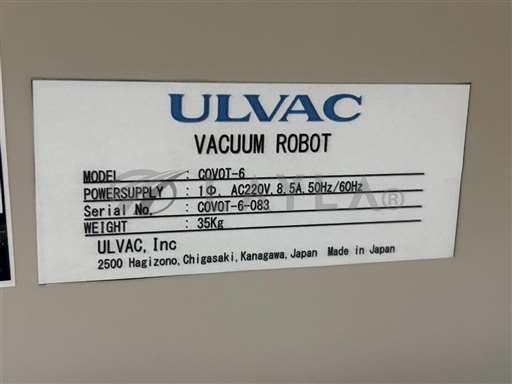 ULVAC
VACUUM ROBOT
MODEL : COVOT-6
POWERSUPPLY : 1Φ, AC220V, 8.5A, 50Hz/60Hz
Serial No. : COVOT-6-083
WEIGHT : 35Kg
ULVAC, Inc
2500 Hagizono, Chigasaki, Kanagawa, Japan Made in Japan